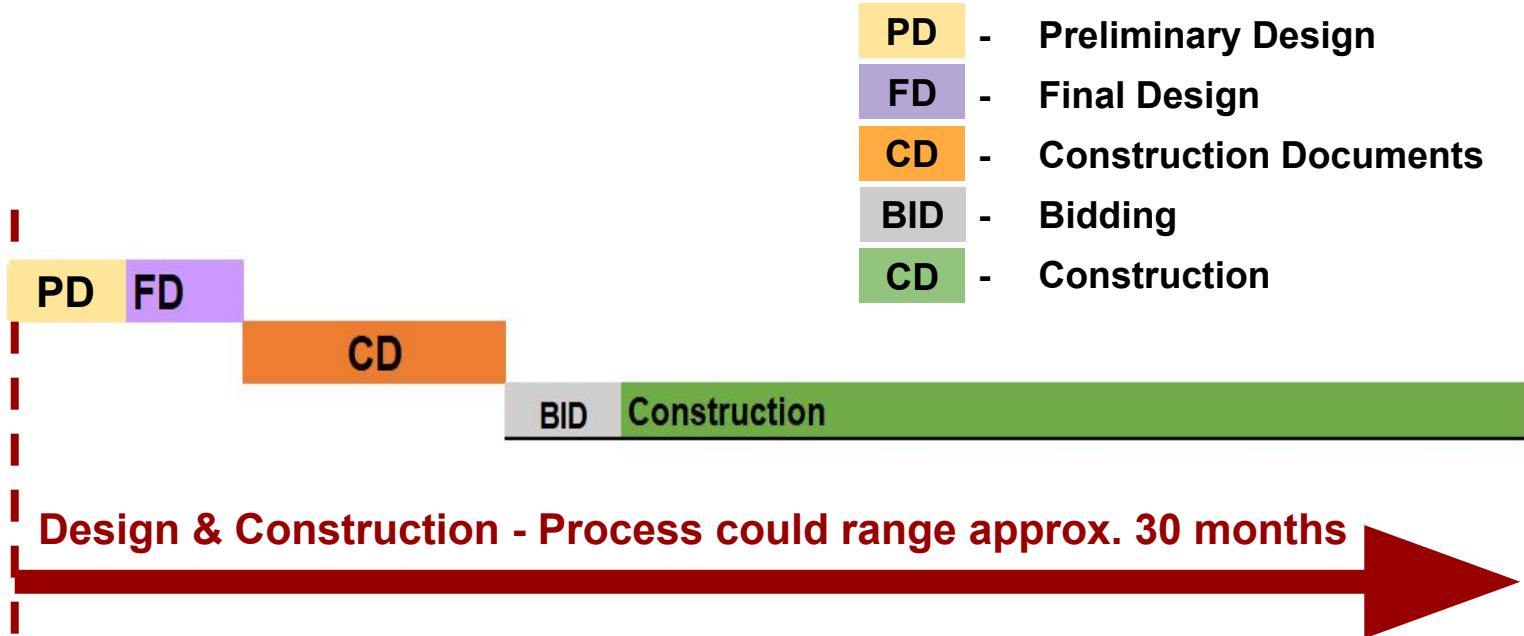 PD - Preliminary Design
FD - Final Design
CD - Construction Documents
BID - Bidding
CD - Construction
PD FD
CD
BID Construction
Design & Construction - Process could range approx. 30 months